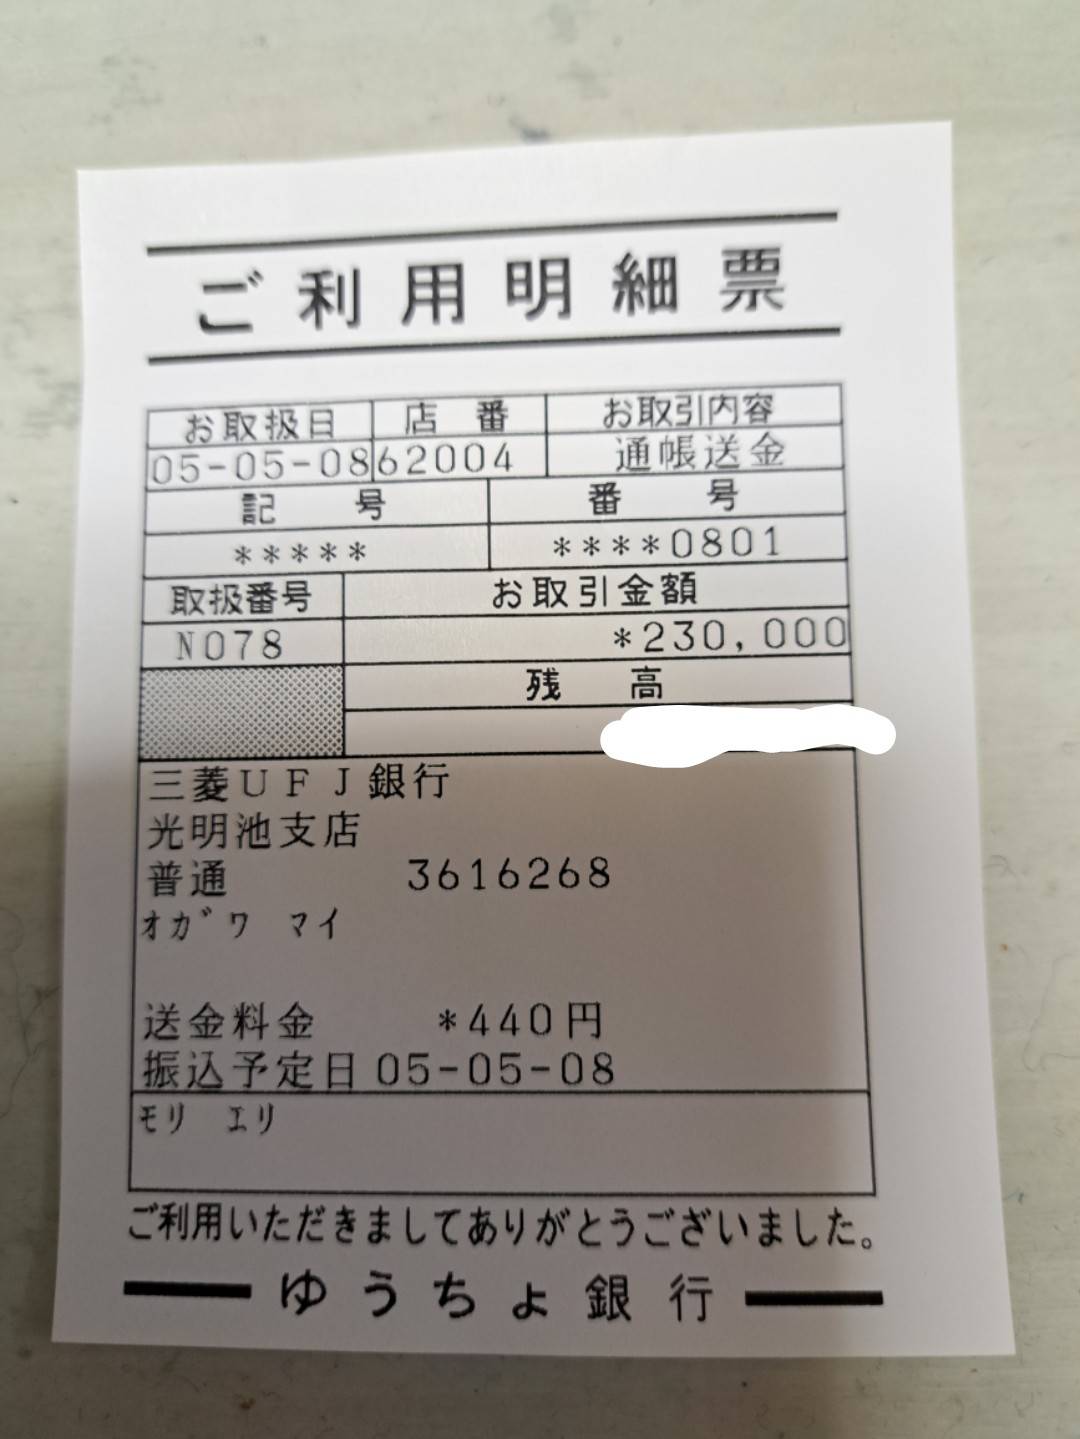 ご利用明細票
お取扱日 店番 お取引内容
05-05-08 62004 通帳送金
記号 番号
***** ****0801
取扱番号 お取引金額
N078 *230,000
残高
三菱UFJ銀行
光明池支店
普通 3616268
オガワ マイ
送金料金 *440円
振込予定日 05-05-08
モリ エリ
ご利用いただきましてありがとうございました。
ゆうちょ銀行